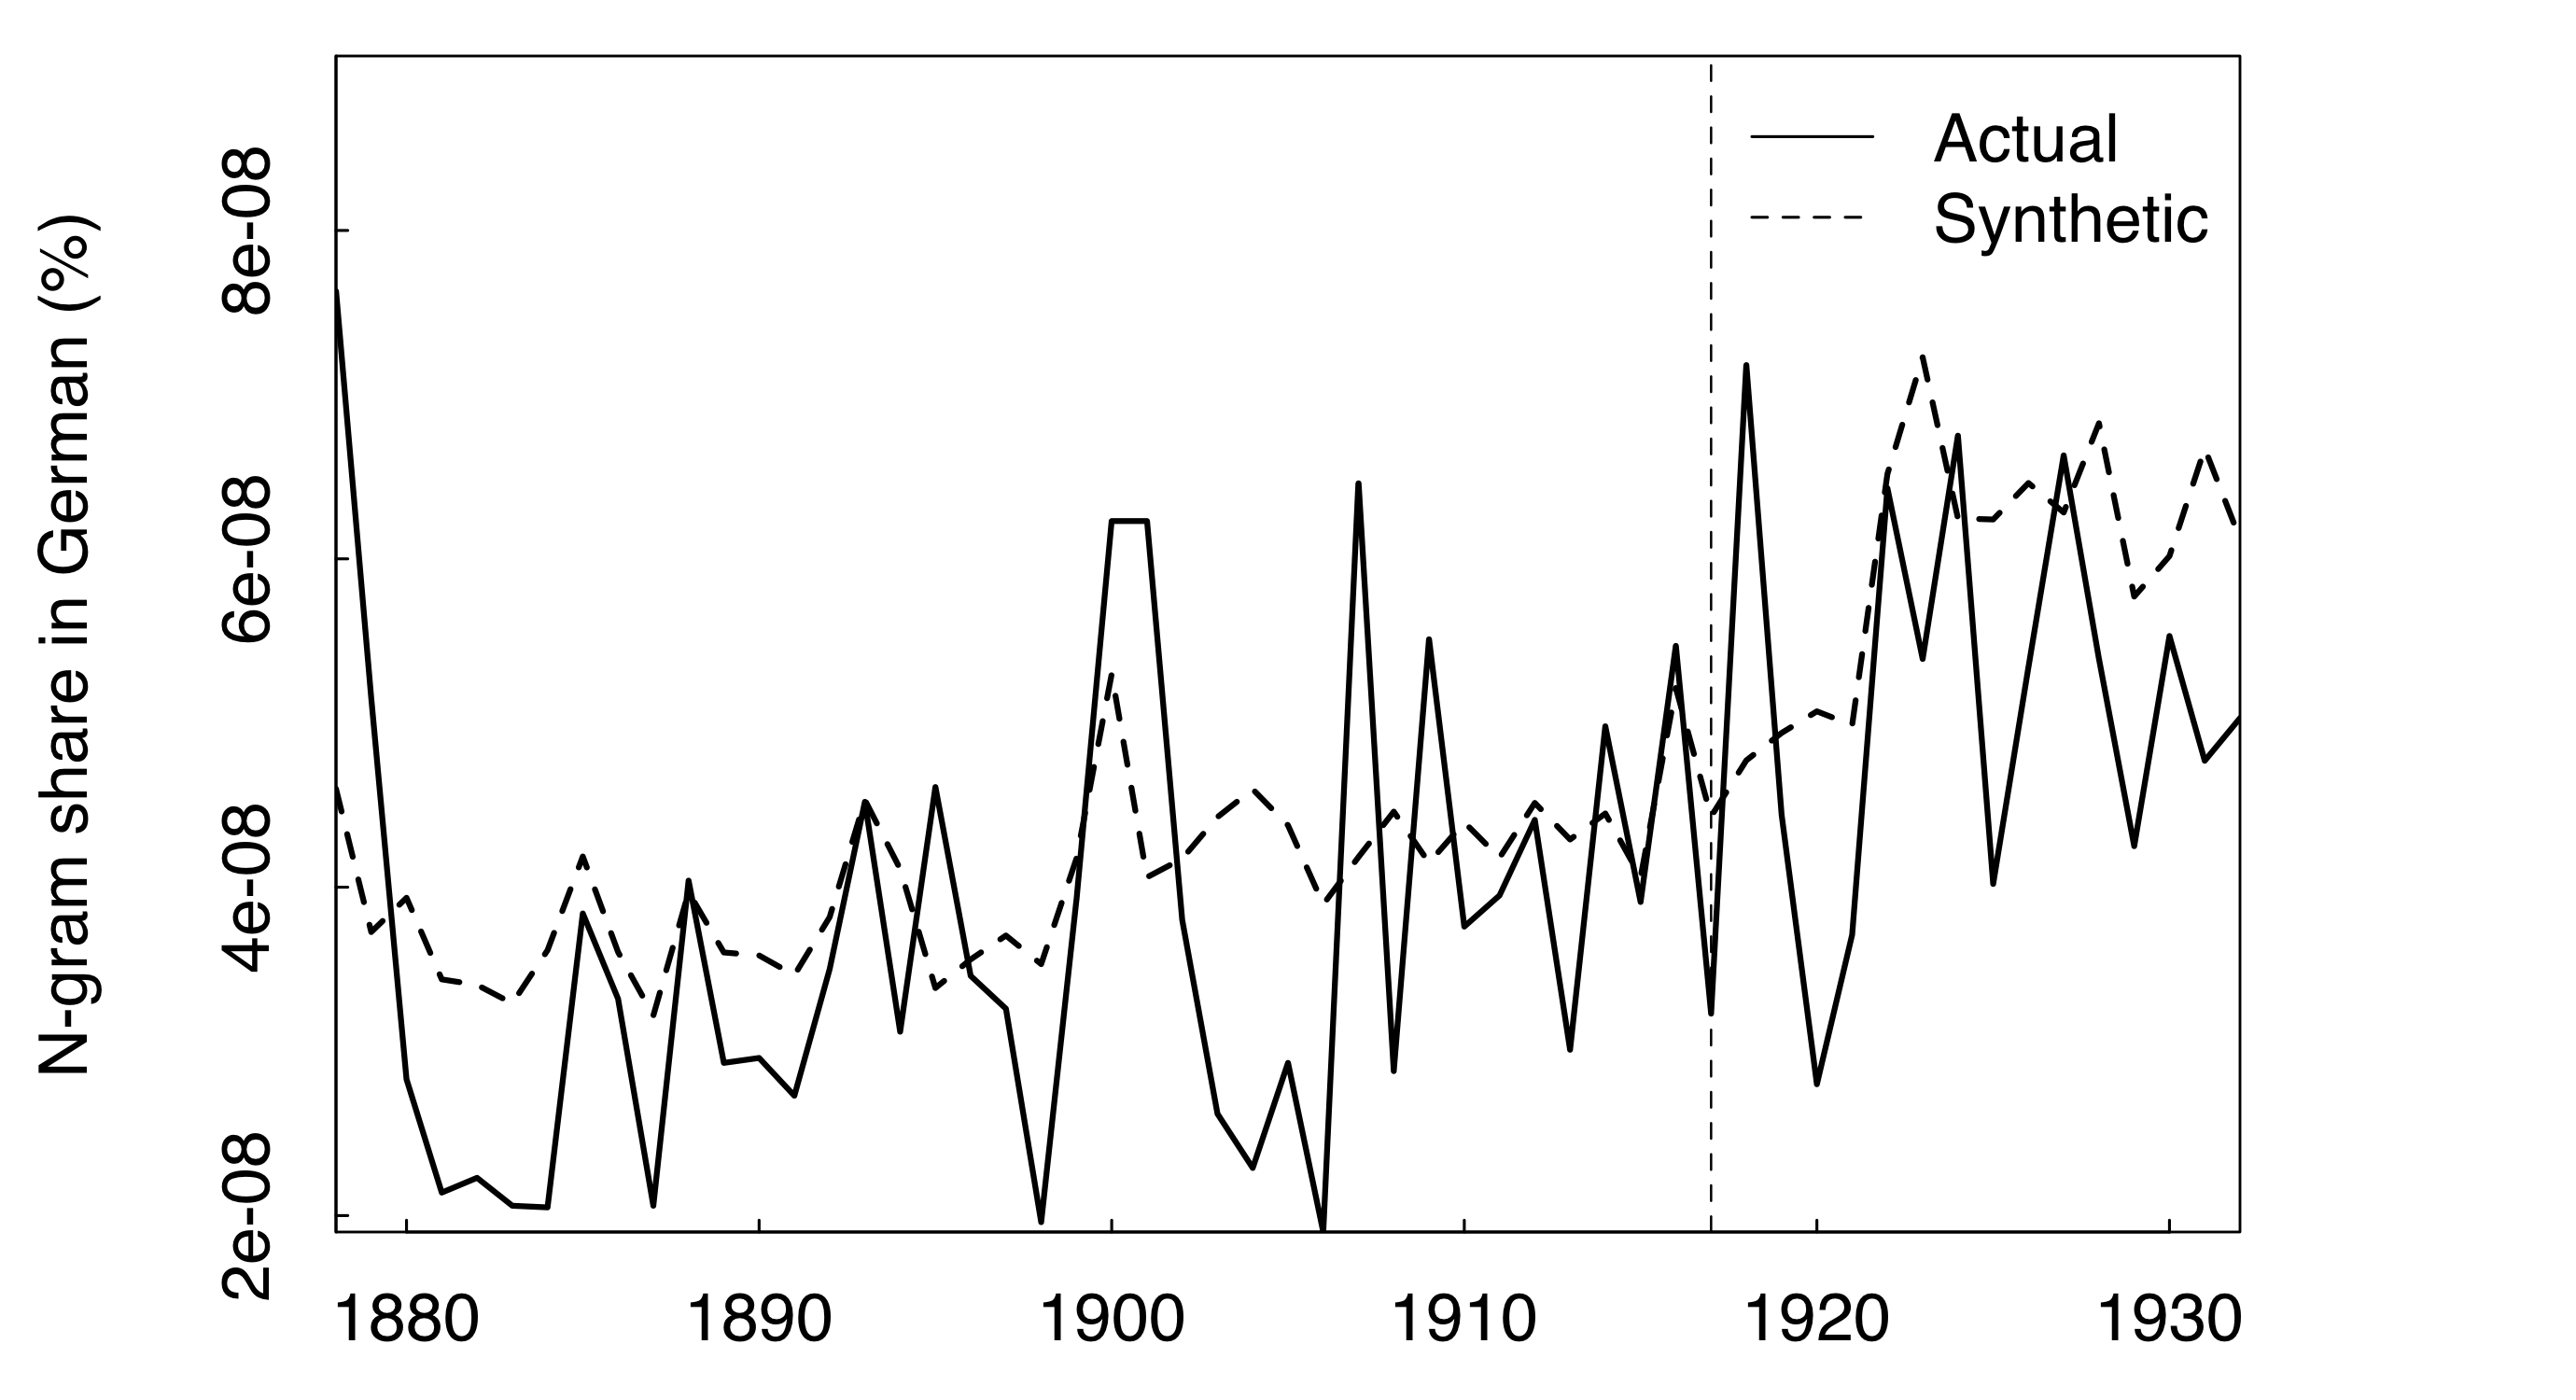 N-gram share in German (%)
8e-08
6e-08
4e-08
2e-08
Actual
Synthetic
1880 1890 1900 1910 1920 1930